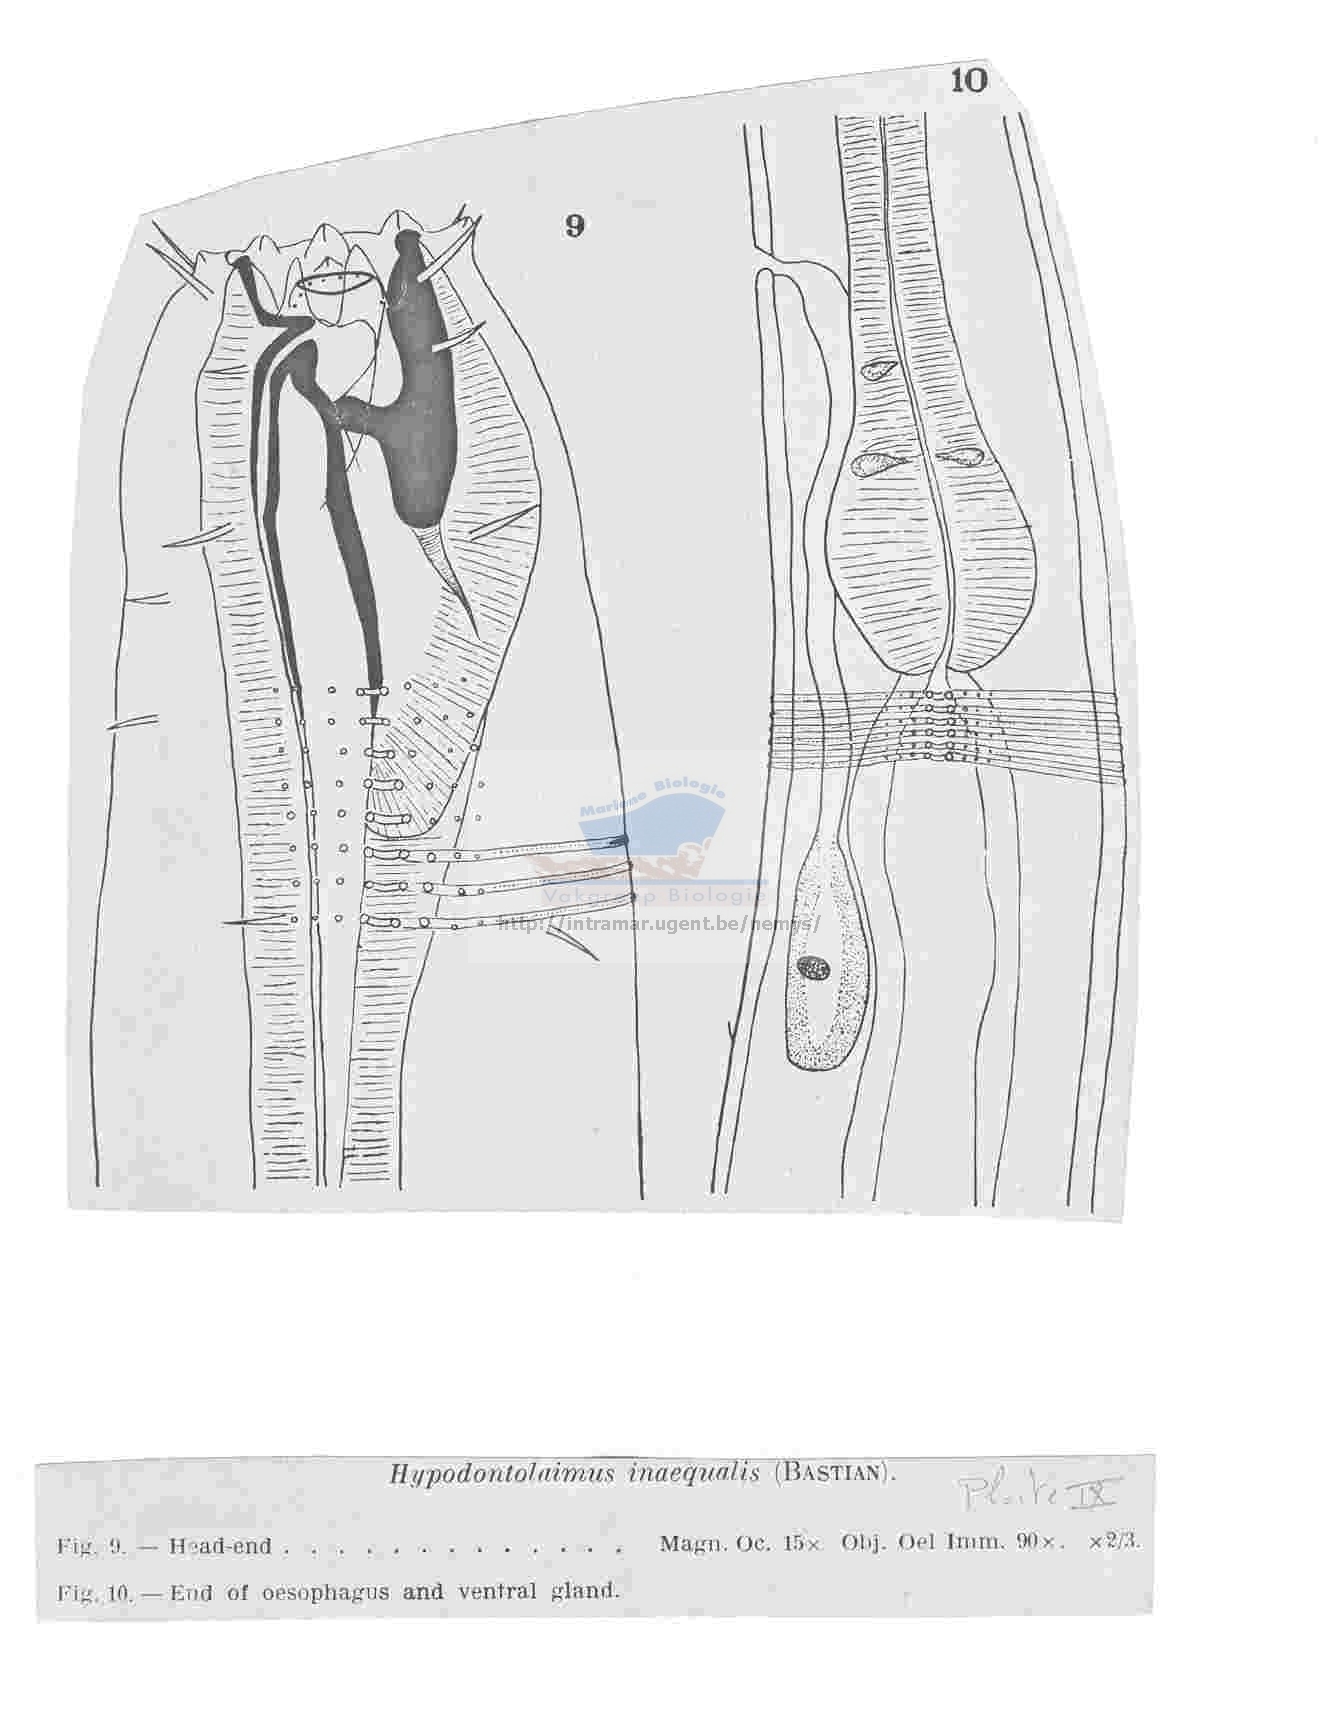 10
9
Mariene Biologie
Vakgroep Biologie
http://intramar.ugent.be/nemys/
Hypodontolaimus inaequalis (BASTIAN).
Plate IX
Fig. 9. — Head-end . . . . . . . . . . . . . Magn. Oc. 15× Obj. Oel Imm. 90×. ×2/3.
Fig. 10. — End of oesophagus and ventral gland.